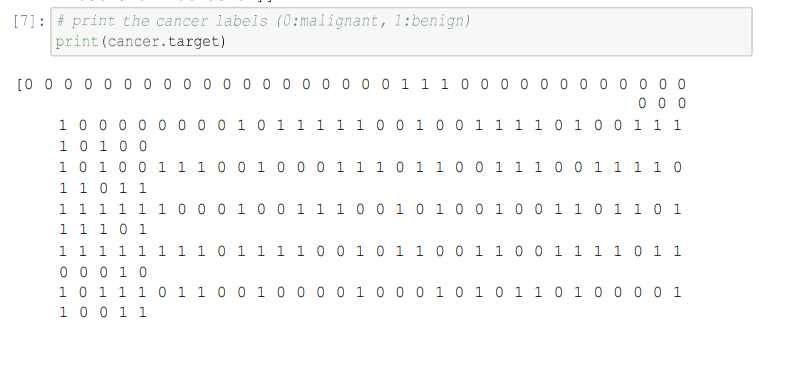 [7]: # print the cancer labels (0:malignant, 1:benign)
print(cancer.target)
[0 0 0 0 0 0 0 0 0 0 0 0 0 0 0 0 0 0 0 1 1 1 0 0 0 0 0 0 0 0 0 0 0 0
0 0 0
1 0 0 0 0 0 0 0 0 1 0 1 1 1 1 1 0 0 1 0 0 1 1 1 1 0 1 0 0 1 1 1
1 0 1 0 0
1 0 1 0 0 1 1 1 0 0 1 0 0 0 1 1 1 0 1 1 0 0 1 1 1 0 0 1 1 1 1 0
1 1 0 1 1
1 1 1 1 1 1 0 0 0 1 0 0 1 1 1 0 0 1 0 1 0 0 1 0 0 1 1 0 1 1 0 1
1 1 1 0 1
1 1 1 1 1 1 1 1 0 1 1 1 1 0 0 1 0 1 1 0 0 1 1 0 0 1 1 1 1 0 1 1
0 0 0 1 0
1 0 1 1 1 0 1 1 0 0 1 0 0 0 0 1 0 0 0 1 0 1 0 1 1 0 1 0 0 0 0 1
1 0 0 1 1